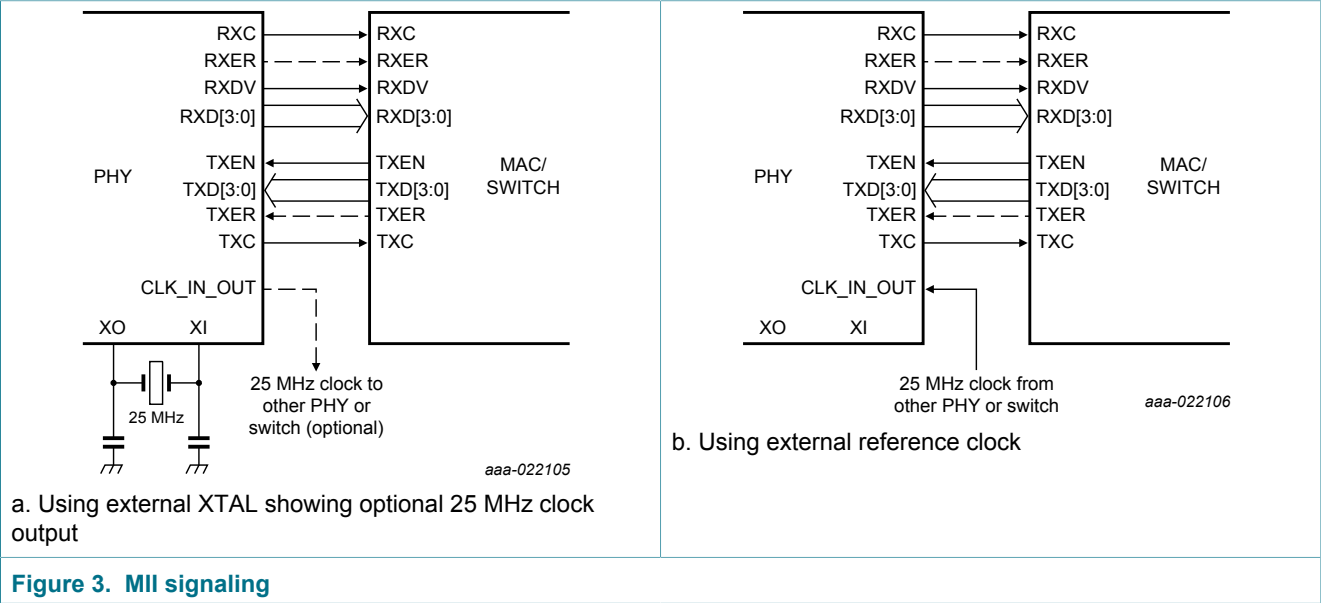 RXC RXC
RXER RXER
RXDV RXDV
RXD[3:0] RXD[3:0]
TXEN TXEN
PHY
MAC/
SWITCH
TXD[3:0] TXD[3:0]
TXER TXER
TXC TXC
CLK_IN_OUT
XO XI
25 MHz
25 MHz clock to
other PHY or
switch (optional)
aaa-022105
a. Using external XTAL showing optional 25 MHz clock
output
RXC RXC
RXER RXER
RXDV RXDV
RXD[3:0] RXD[3:0]
TXEN TXEN
PHY
MAC/
SWITCH
TXD[3:0] TXD[3:0]
TXER TXER
TXC TXC
CLK_IN_OUT
XO XI
25 MHz clock from
other PHY or switch
aaa-022106
b. Using external reference clock
Figure 3. MII signaling